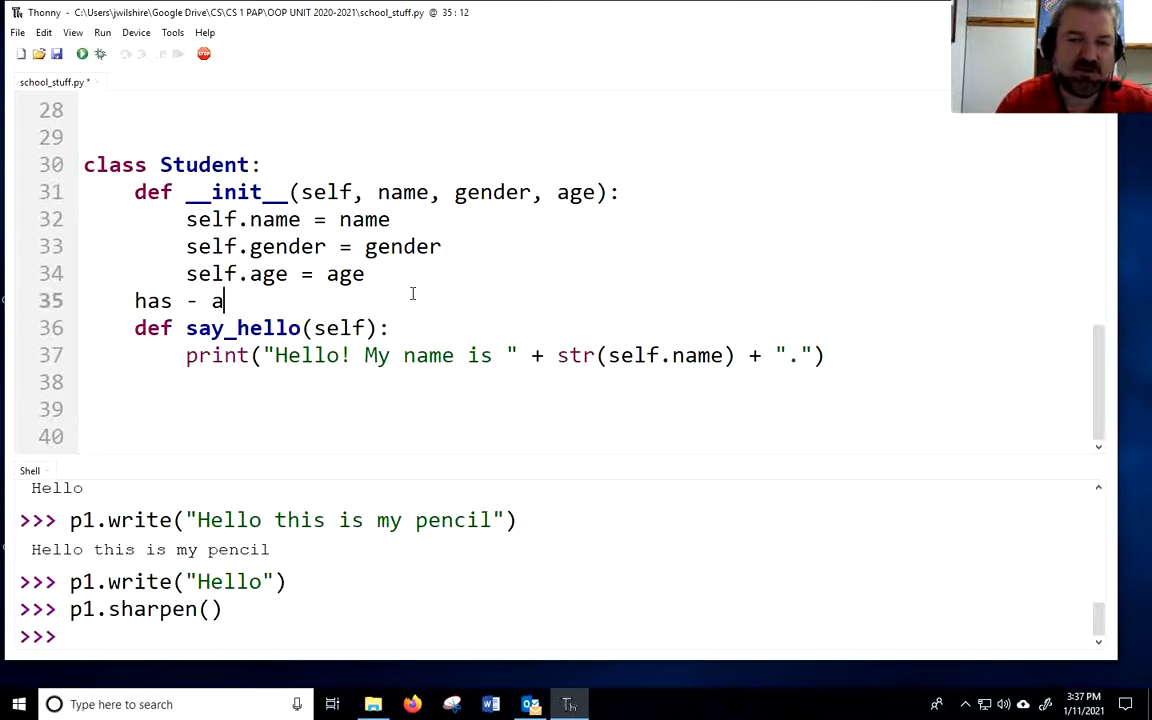 Thonny - C:\Users\jwilshire\Google Drive\CS\CS 1 PAP\OOP UNIT 2020-2021\school_stuff.py @ 35 : 12
File Edit View Run Device Tools Help
STOP
school_stuff.py *
28
29
30 class Student:
31     def __init__(self, name, gender, age):
32         self.name = name
33         self.gender = gender
34         self.age = age
35     has - a
36     def say_hello(self):
37         print("Hello! My name is " + str(self.name) + ".")
38
39
40
Shell
Hello
>>> p1.write("Hello this is my pencil")
Hello this is my pencil
>>> p1.write("Hello")
>>> p1.sharpen()
>>>
Type here to search
3:37 PM
1/11/2021